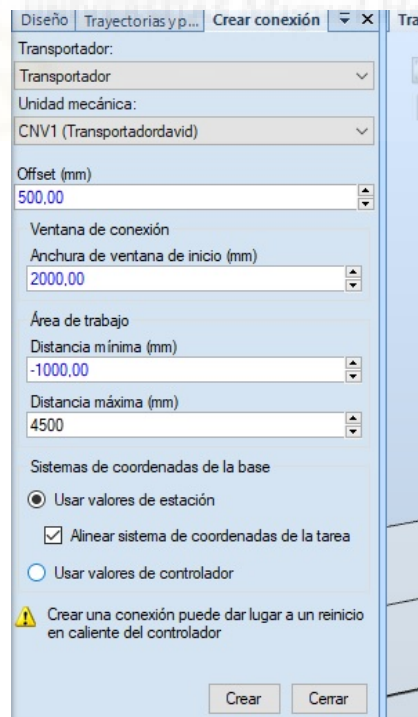 Diseño Trayectorias y p... Crear conexión Tra
Transportador:
Transportador
Unidad mecánica:
CNV1 (Transportadordavid)
Offset (mm)
500,00
Ventana de conexión
Anchura de ventana de inicio (mm)
2000,00
Área de trabajo
Distancia mínima (mm)
-1000,00
Distancia máxima (mm)
4500
Sistemas de coordenadas de la base
Usar valores de estación
Alinear sistema de coordenadas de la tarea
Usar valores de controlador
Crear una conexión puede dar lugar a un reinicio
en caliente del controlador
Crear Cerrar